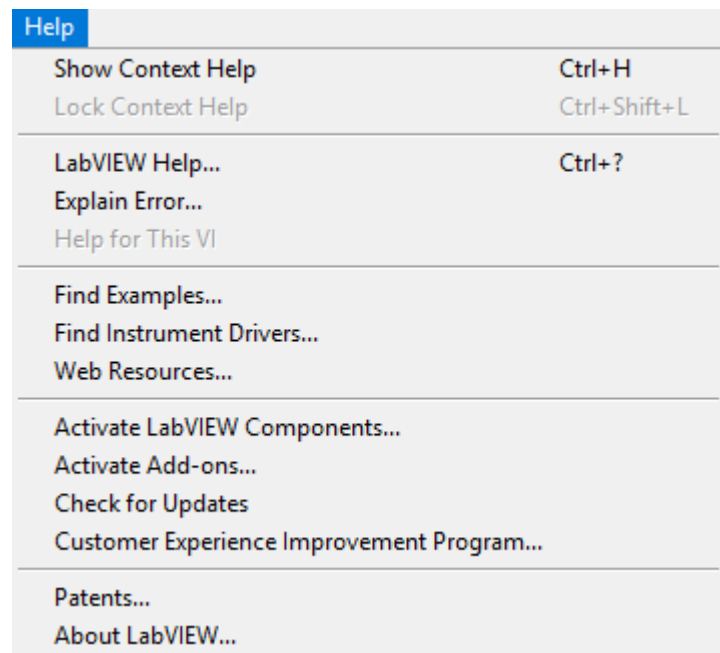 Help
Show Context Help Ctrl+H
Lock Context Help Ctrl+Shift+L
LabVIEW Help... Ctrl+?
Explain Error...
Help for This VI
Find Examples...
Find Instrument Drivers...
Web Resources...
Activate LabVIEW Components...
Activate Add-ons...
Check for Updates
Customer Experience Improvement Program...
Patents...
About LabVIEW...